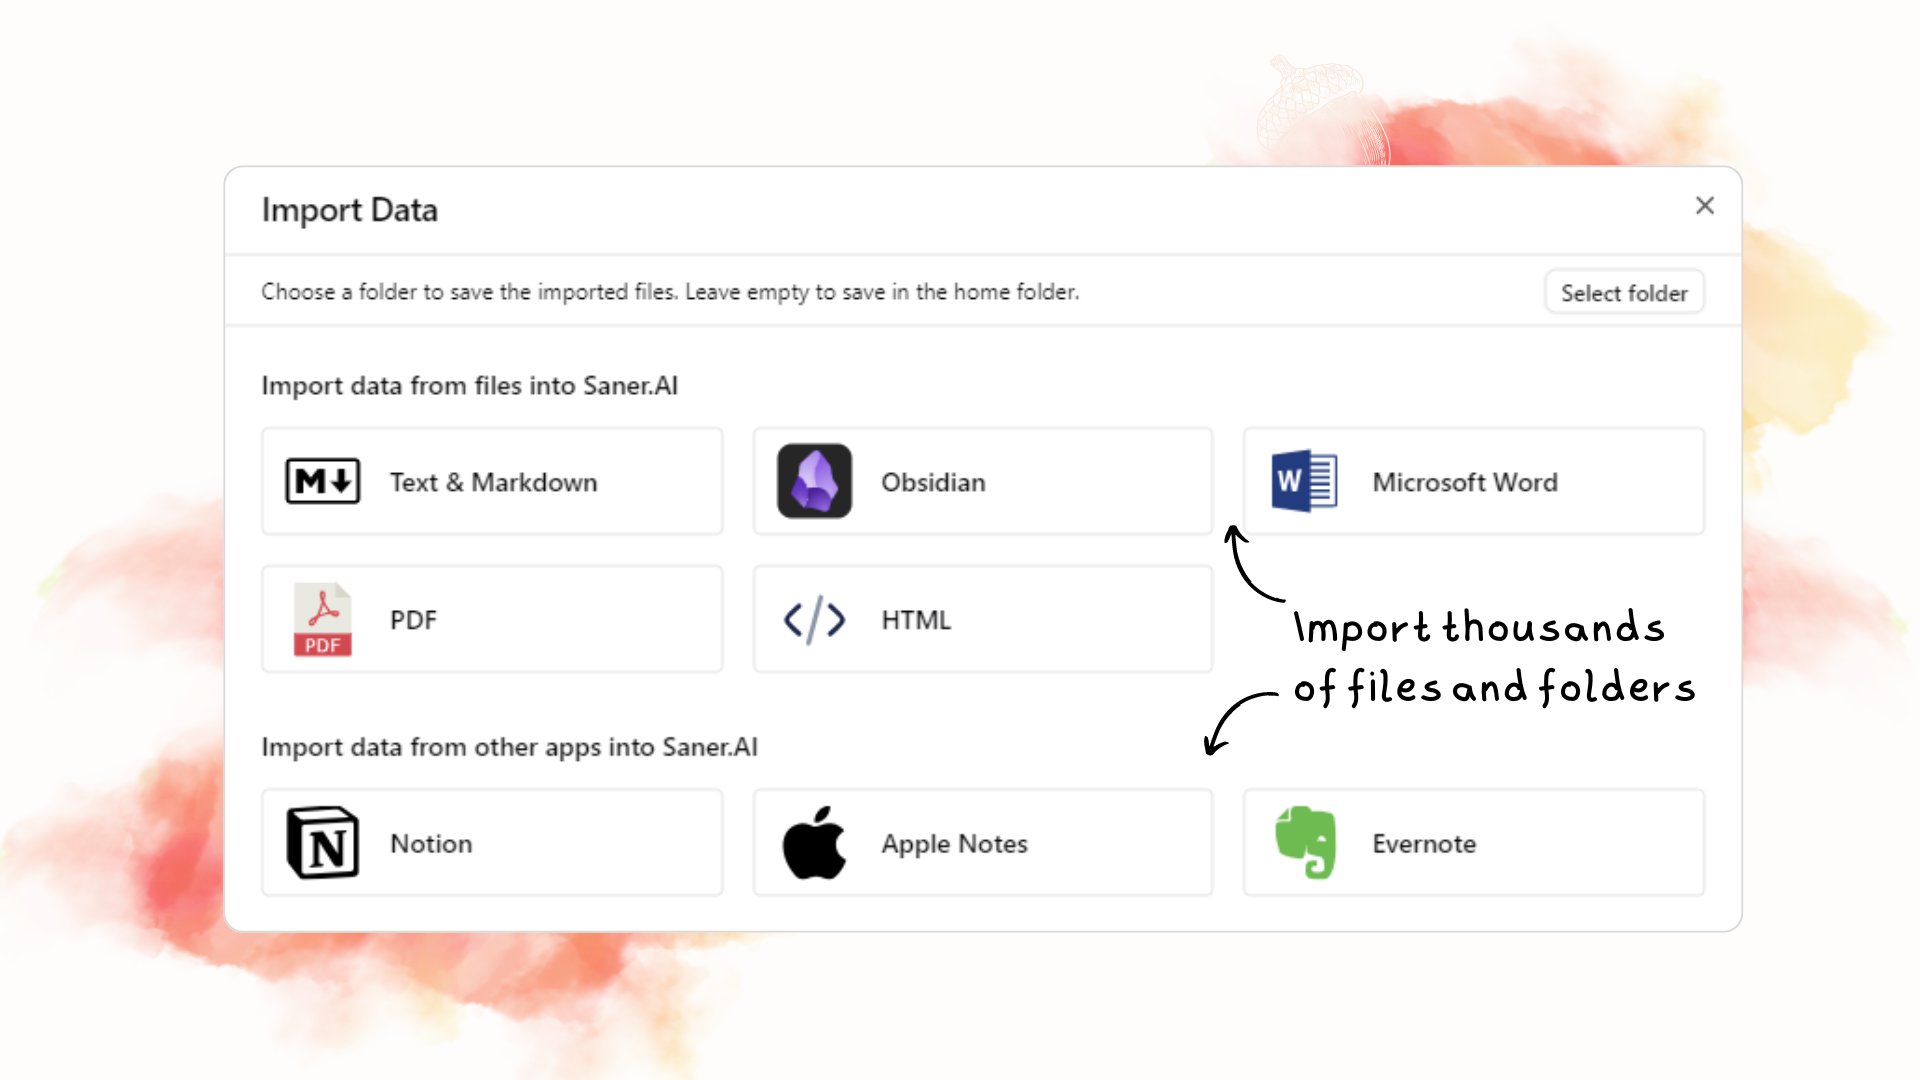 Import Data
Choose a folder to save the imported files. Leave empty to save in the home folder.
Select folder
Import data from files into Saner.AI
M Text & Markdown
Obsidian
W Microsoft Word
PDF PDF
</> HTML
Import thousands
of files and folders
Import data from other apps into Saner.AI
N Notion
Apple Notes
Evernote